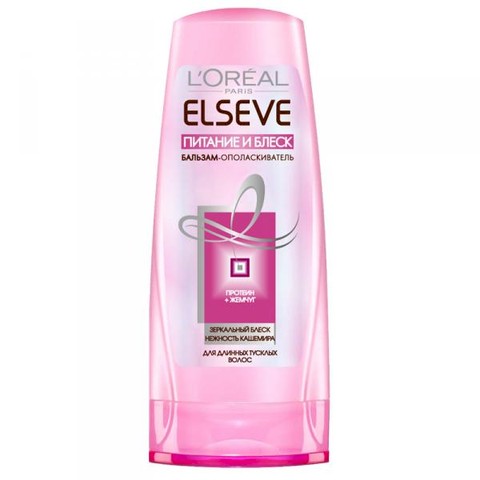 L'ORÉAL
PARIS
ELSEVE
ПИТАНИЕ И БЛЕСК
БАЛЬЗАМ-ОПОЛАСКИВАТЕЛЬ
ПРОТЕИН
+ ЖЕМЧУГ
ЗЕРКАЛЬНЫЙ БЛЕСК
НЕЖНОСТЬ КАШЕМИРА
ДЛЯ ДЛИННЫХ ТУСКЛЫХ
ВОЛОС